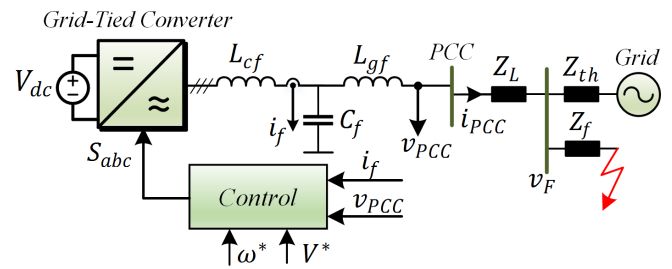 Grid-Tied Converter
V_dc
=
≈
L_cf
L_gf
PCC
Z_L
Z_th
Grid
i_f
C_f
v_PCC
i_PCC
Z_f
v_F
S_abc
Control
i_f
v_PCC
ω*
V*